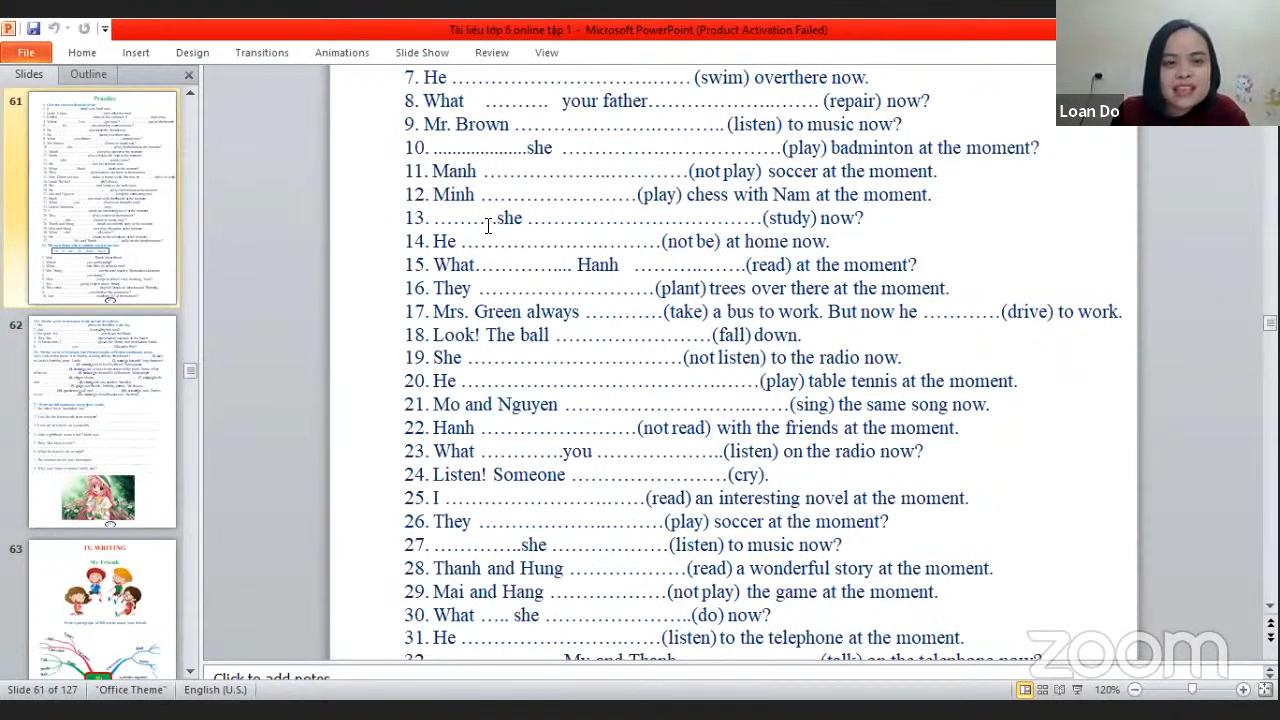 Tài liệu lớp 6 online tập 1 - Microsoft PowerPoint (Product Activation Failed)
File Home Insert Design Transitions Animations Slide Show Review View
Slides Outline
Loan Do
61
Practice
62
63
IV. WRITING
My Friends
7. He ……………………………… (swim) overthere now.
8. What …………… your father…………………… (repair) now?
9. Mr. Brown …………………………(listen) to music now?
10. …………..she ………………… (play) badminton at the moment?
11. Manh ………………………… (not play) soccer at the moment.
12. Minh …………………… (play) chess with Nam at the moment.
13. …………she ………………………… (study) now?
14. He ………………………… (not be) at home now.
15. What…………… Hanh ……………… (read) at the moment?
16. They ……………………… (plant) trees over there at the moment.
17. Mrs. Green always …………(take) a bus to work. But now he …………(drive) to work.
18. Look! The baby …………………… (fall) down.
19. She ………………………… (not listen) to the radio now.
20. He ………………………… (play) table tennis at the moment.
21. Mo and Nguyen …………………………… (sing) the same song now.
22. Hanh ……………………(not read) with her friends at the moment.
23. What …………..you ………………..(listen) on the radio now?
24. Listen! Someone ……………………(cry).
25. I …………………………(read) an interesting novel at the moment.
26. They ………………..………(play) soccer at the moment?
27. …………..she ………………(listen) to music now?
28. Thanh and Hung ………………(read) a wonderful story at the moment.
29. Mai and Hang ………………(not play) the game at the moment.
30. What …… she ……………………(do) now?
31. He …………………………(listen) to the telephone at the moment.
Click to add notes
zoom
Slide 61 of 127 "Office Theme" English (U.S.) 120%